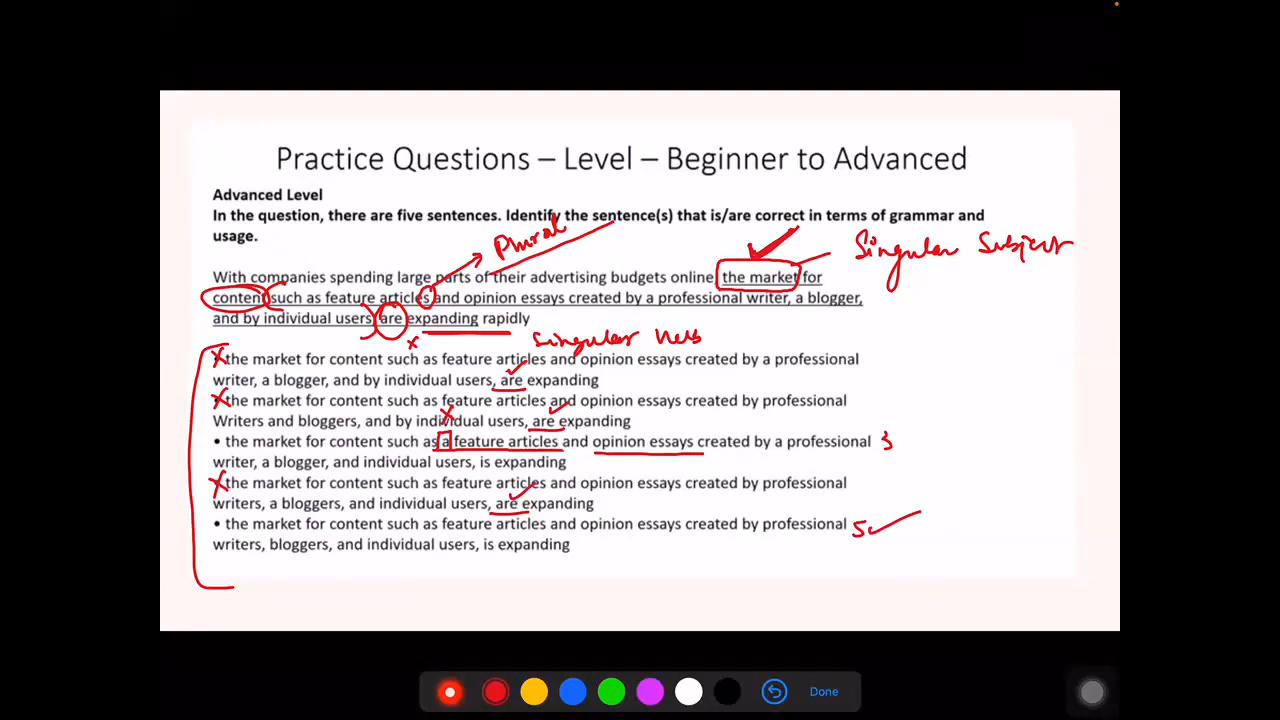 Practice Questions – Level – Beginner to Advanced
Advanced Level
In the question, there are five sentences. Identify the sentence(s) that is/are correct in terms of grammar and
usage.
Plural
Singular Subject
With companies spending large parts of their advertising budgets online, the market for
content such as feature articles and opinion essays created by a professional writer, a blogger,
and by individual users, are expanding rapidly
Singular Verb
• the market for content such as feature articles and opinion essays created by a professional
writer, a blogger, and by individual users, are expanding
• the market for content such as feature articles and opinion essays created by professional
Writers and bloggers, and by individual users, are expanding
• the market for content such as a feature articles and opinion essays created by a professional 3
writer, a blogger, and individual users, is expanding
• the market for content such as feature articles and opinion essays created by professional
writers, a bloggers, and individual users, are expanding
• the market for content such as feature articles and opinion essays created by professional 5
writers, bloggers, and individual users, is expanding
Done